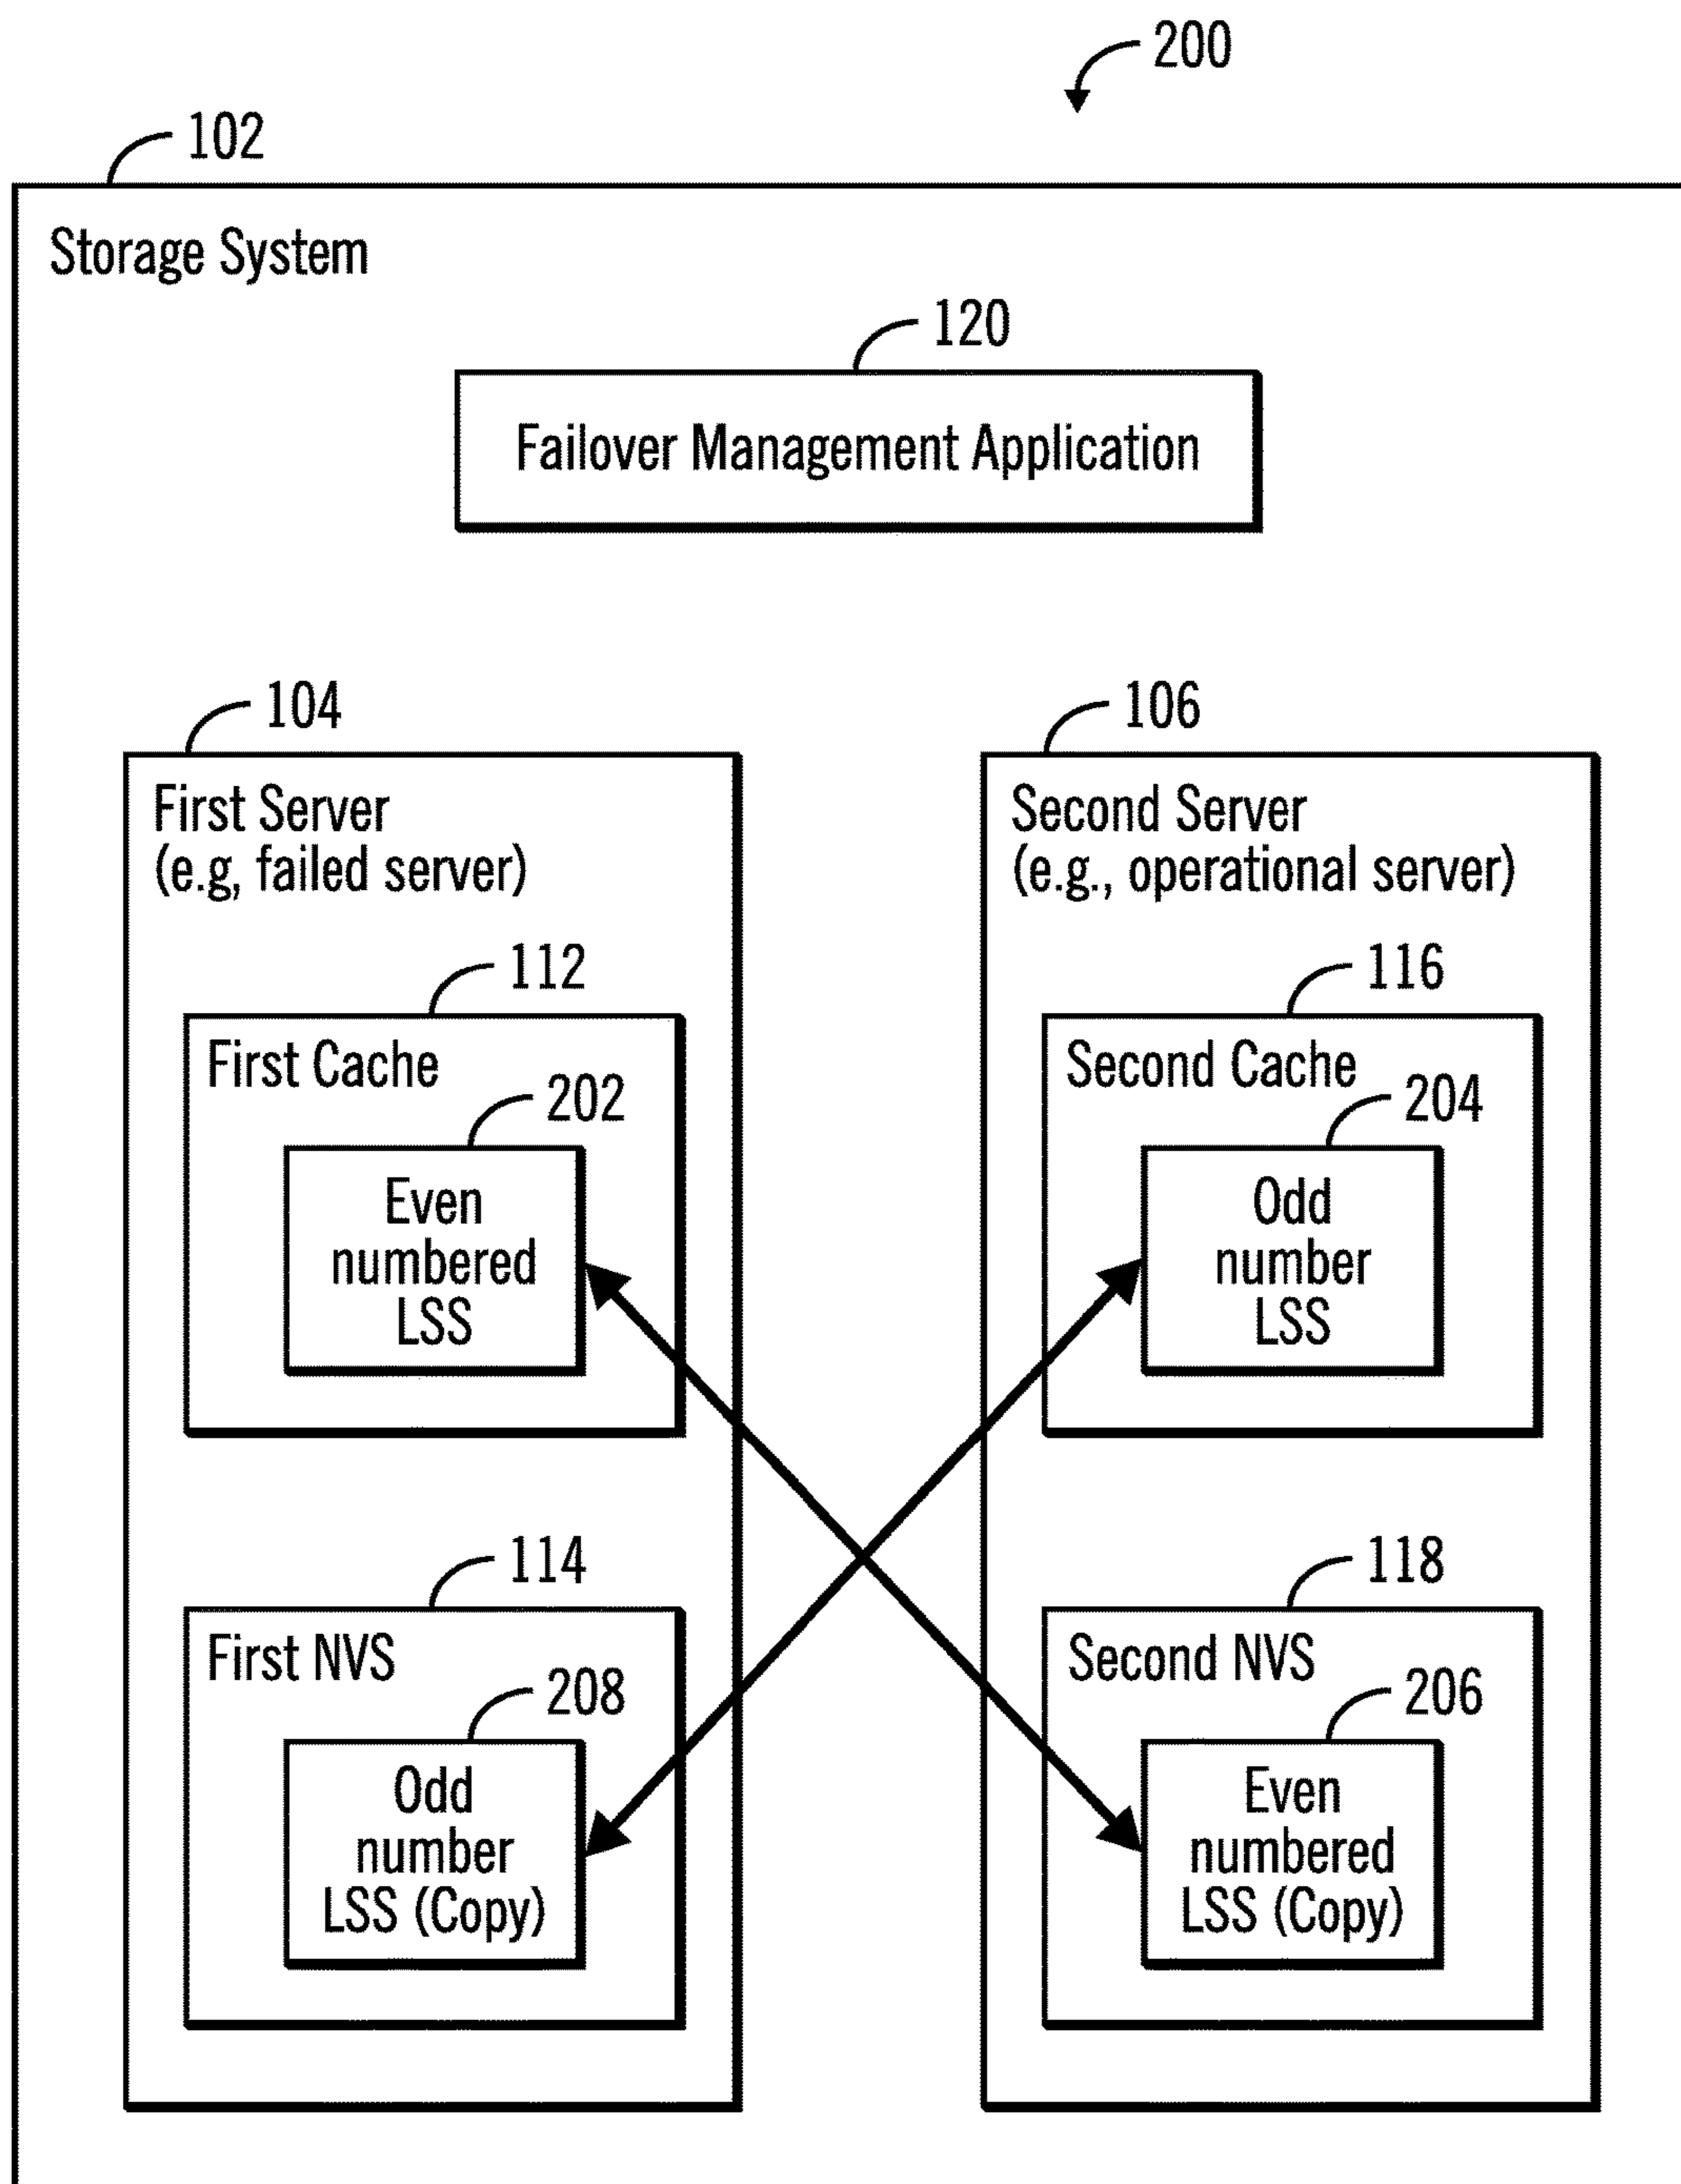 200
102
Storage System
120
Failover Management Application
104
First Server
(e.g, failed server)
112
First Cache
202
Even
numbered
LSS
114
First NVS
208
Odd
number
LSS (Copy)
106
Second Server
(e.g., operational server)
116
Second Cache
204
Odd
number
LSS
118
Second NVS
206
Even
numbered
LSS (Copy)